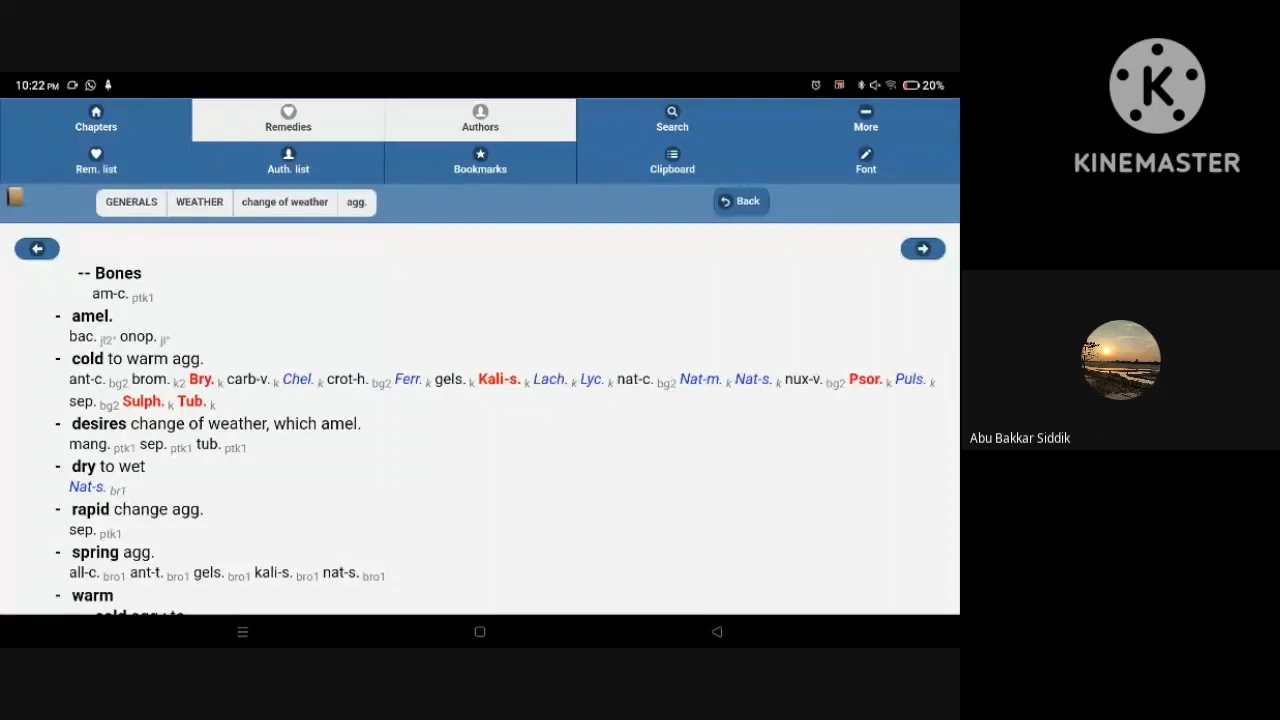 10:22 PM 20%
Chapters Remedies Authors Search More
Rem. list Auth. list Bookmarks Clipboard Font
GENERALS WEATHER change of weather agg. Back
-- Bones
am-c. ptk1
- amel.
bac. jl2° onop. jl°
- cold to warm agg.
ant-c. bg2 brom. k2 Bry. k carb-v. k Chel. k crot-h. bg2 Ferr. k gels. k Kali-s. k Lach. k Lyc. k nat-c. bg2 Nat-m. k Nat-s. k nux-v. bg2 Psor. k Puls. k
sep. bg2 Sulph. k Tub. k
- desires change of weather, which amel.
mang. ptk1 sep. ptk1 tub. ptk1
- dry to wet
Nat-s. br1
- rapid change agg.
sep. ptk1
- spring agg.
all-c. bro1 ant-t. bro1 gels. bro1 kali-s. bro1 nat-s. bro1
- warm
K
KINEMASTER
Abu Bakkar Siddik